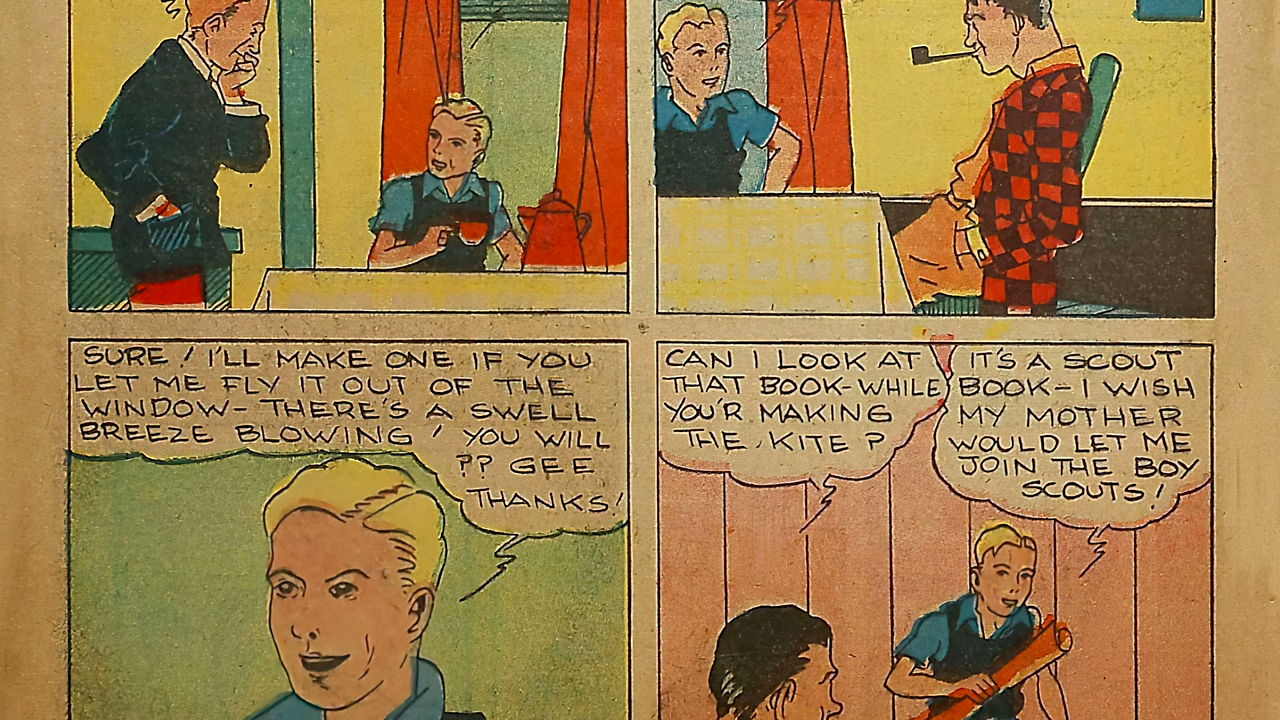 SURE! I'LL MAKE ONE IF YOU
LET ME FLY IT OUT OF THE
WINDOW- THERE'S A SWELL
BREEZE BLOWING! YOU WILL
?? GEE
THANKS!
CAN I LOOK AT
THAT BOOK-WHILE
YOU'R MAKING
THE KITE?
IT'S A SCOUT
BOOK- I WISH
MY MOTHER
WOULD LET ME
JOIN THE BOY
SCOUTS!